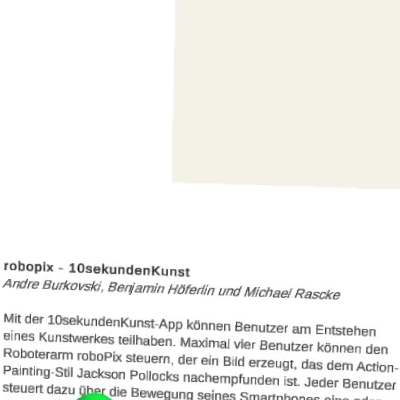 robopix - 10sekundenKunst
Andre Burkovski, Benjamin Höferlin und Michael Rascke
Mit der 10sekundenKunst-App können Benutzer am Entstehen
eines Kunstwerkes teilhaben. Maximal vier Benutzer können den
Roboterarm roboPix steuern, der ein Bild erzeugt, das dem Action-
Painting-Stil Jackson Pollocks nachempfunden ist. Jeder Benutzer
steuert dazu über die Bewegung seines Smartphones eine oder